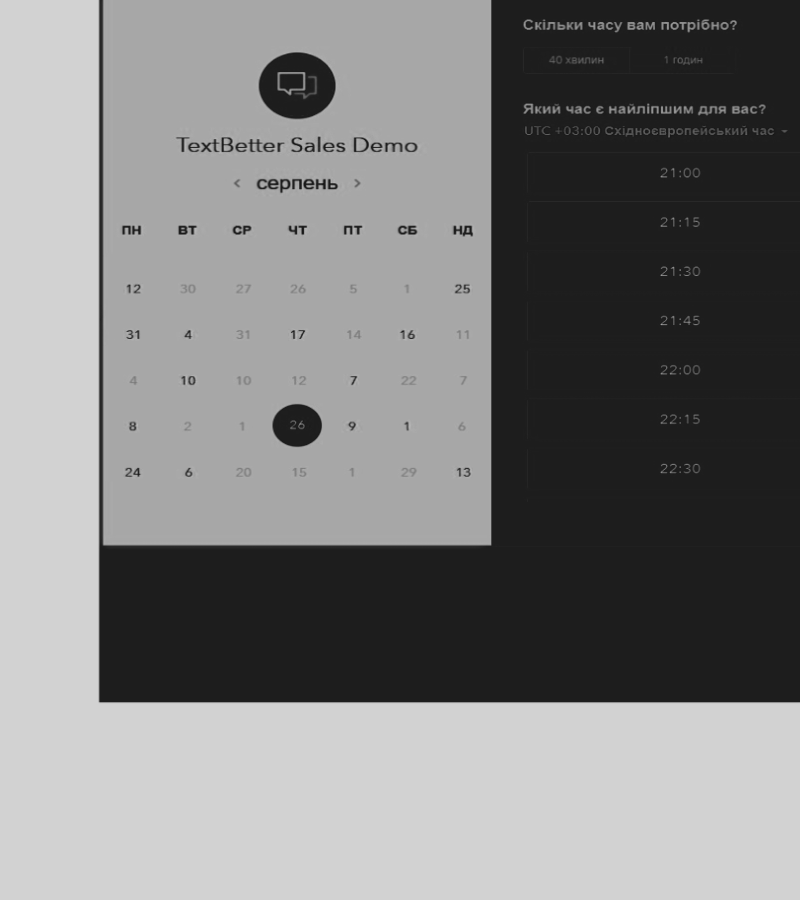 TextBetter Sales Demo
< серпень >
ПН ВТ СР ЧТ ПТ СБ НД
12 30 27 26 5 1 25
31 4 31 17 14 16 11
4 10 10 12 7 22 7
8 2 1 26 9 1 6
24 6 20 15 1 29 13
Скільки часу вам потрібно?
40 хвилин 1 годин
Який час є найліпшим для вас?
UTC +03:00 Східноєвропейський час
21:00
21:15
21:30
21:45
22:00
22:15
22:30